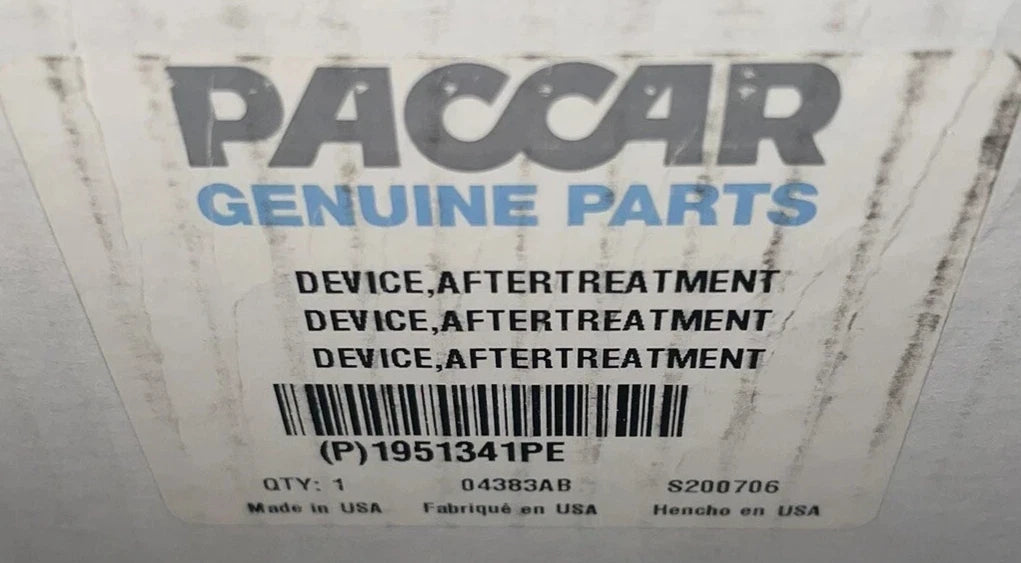 PACCAR
GENUINE PARTS
DEVICE,AFTERTREATMENT
DEVICE,AFTERTREATMENT
DEVICE,AFTERTREATMENT
(P)1951341PE
QTY: 1 04383AB S200706
Made in USA Fabriqué en USA Hencho en USA